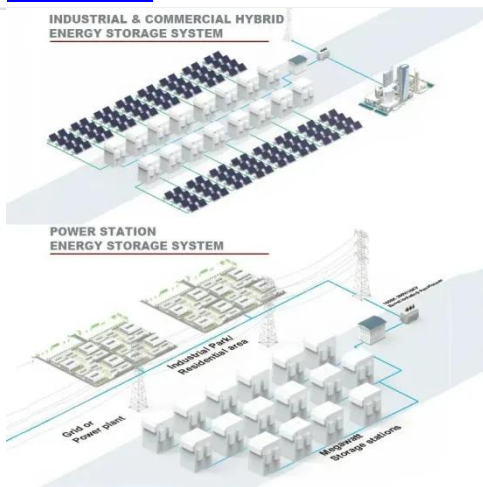 INDUSTRIAL & COMMERCIAL HYBRID
ENERGY STORAGE SYSTEM
POWER STATION
ENERGY STORAGE SYSTEM
Industrial Park/
Residential area
Grid or
Power plant
Megawatt
Storage stations